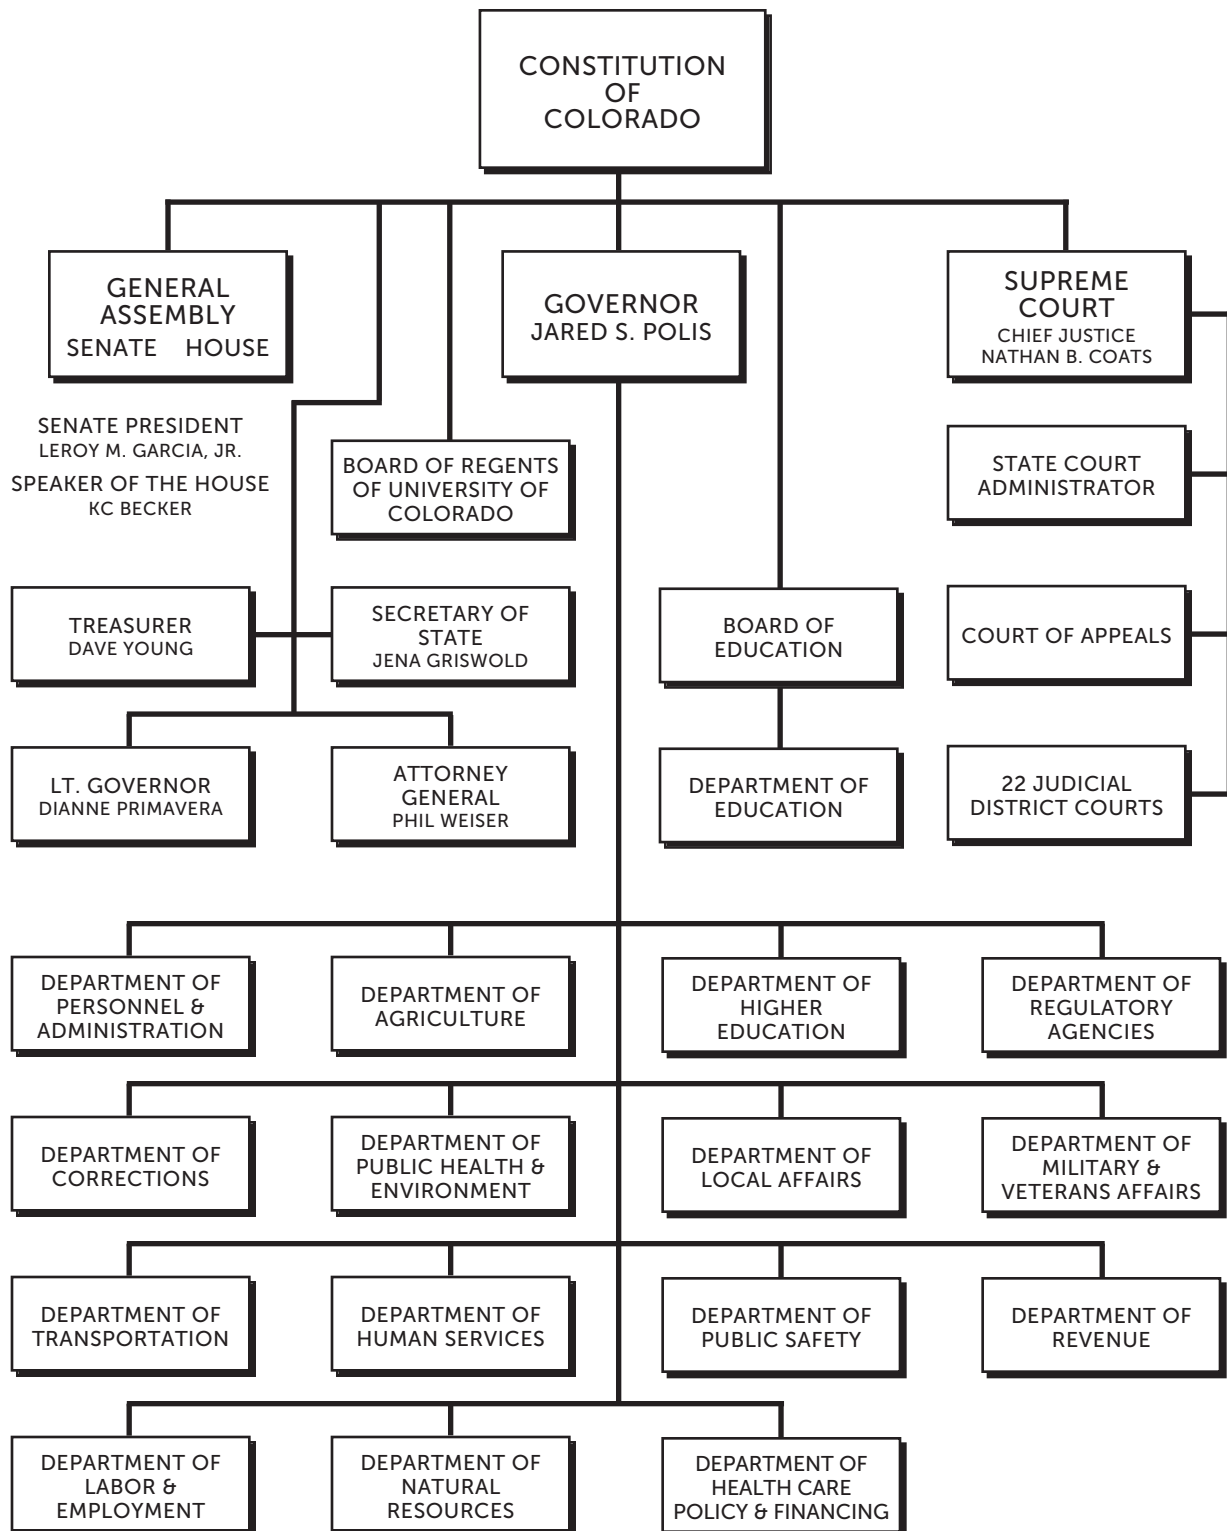 CONSTITUTION
OF
COLORADO
GENERAL
ASSEMBLY
SENATE HOUSE
GOVERNOR
JARED S. POLIS
SUPREME
COURT
CHIEF JUSTICE
NATHAN B. COATS
SENATE PRESIDENT
LEROY M. GARCIA, JR.
SPEAKER OF THE HOUSE
KC BECKER
BOARD OF REGENTS
OF UNIVERSITY OF
COLORADO
STATE COURT
ADMINISTRATOR
TREASURER
DAVE YOUNG
SECRETARY OF
STATE
JENA GRISWOLD
BOARD OF
EDUCATION
COURT OF APPEALS
LT. GOVERNOR
DIANNE PRIMAVERA
ATTORNEY
GENERAL
PHIL WEISER
DEPARTMENT OF
EDUCATION
22 JUDICIAL
DISTRICT COURTS
DEPARTMENT OF
PERSONNEL &
ADMINISTRATION
DEPARTMENT OF
AGRICULTURE
DEPARTMENT OF
HIGHER
EDUCATION
DEPARTMENT OF
REGULATORY
AGENCIES
DEPARTMENT OF
CORRECTIONS
DEPARTMENT OF
PUBLIC HEALTH &
ENVIRONMENT
DEPARTMENT OF
LOCAL AFFAIRS
DEPARTMENT OF
MILITARY &
VETERANS AFFAIRS
DEPARTMENT OF
TRANSPORTATION
DEPARTMENT OF
HUMAN SERVICES
DEPARTMENT OF
PUBLIC SAFETY
DEPARTMENT OF
REVENUE
DEPARTMENT OF
LABOR &
EMPLOYMENT
DEPARTMENT OF
NATURAL
RESOURCES
DEPARTMENT OF
HEALTH CARE
POLICY & FINANCING